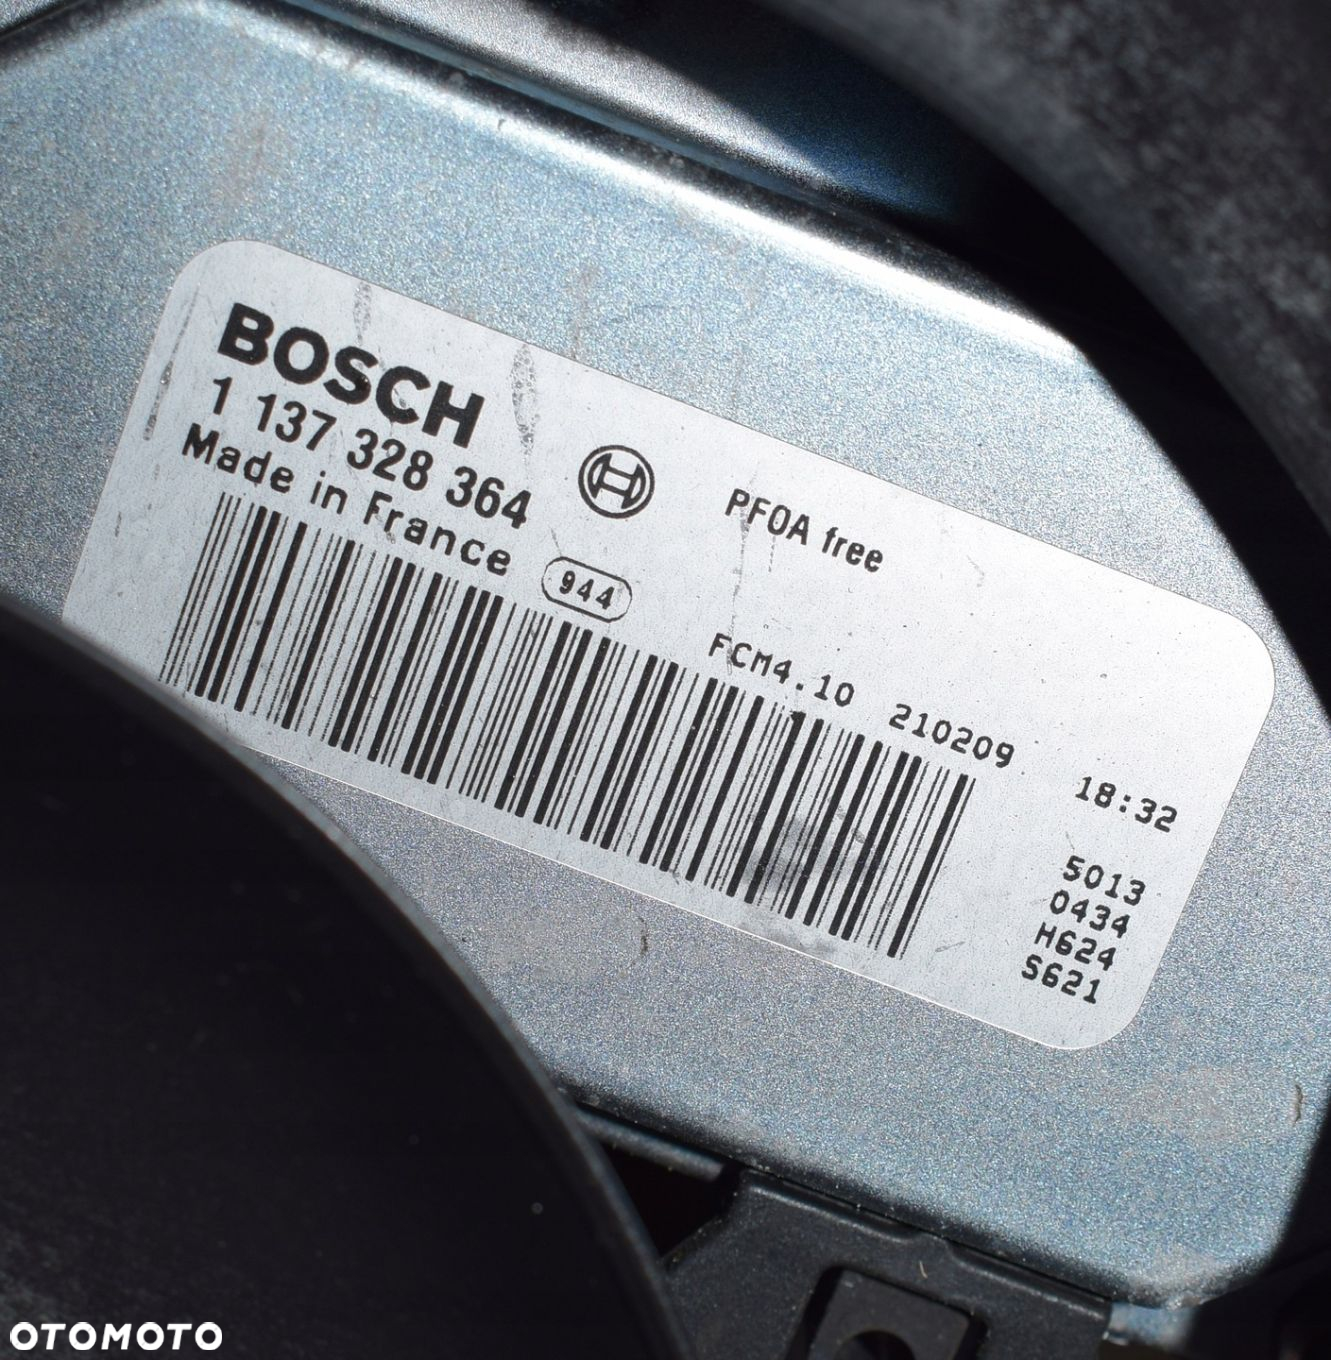 BOSCH
1 137 328 364
Made in France
944
PFOA free
FCM4.10 210209 18:32
5013
0434
H624
S621
OTOMOTO